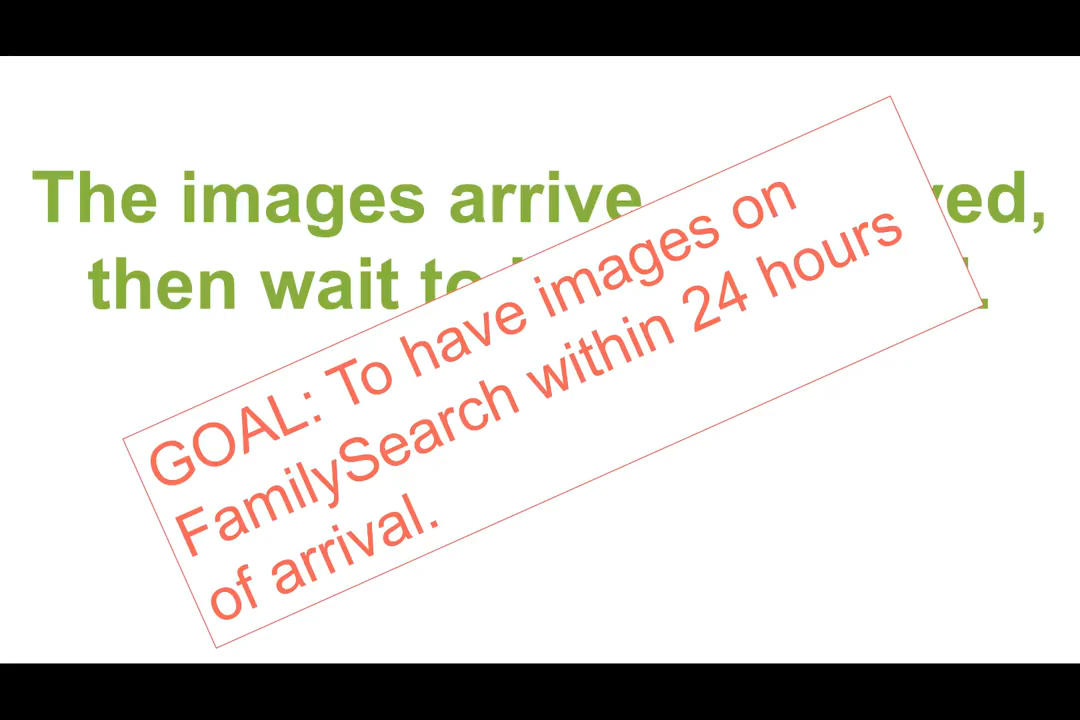 The images arrive
then wait to
GOAL: To have images on
FamilySearch within 24 hours
of arrival.